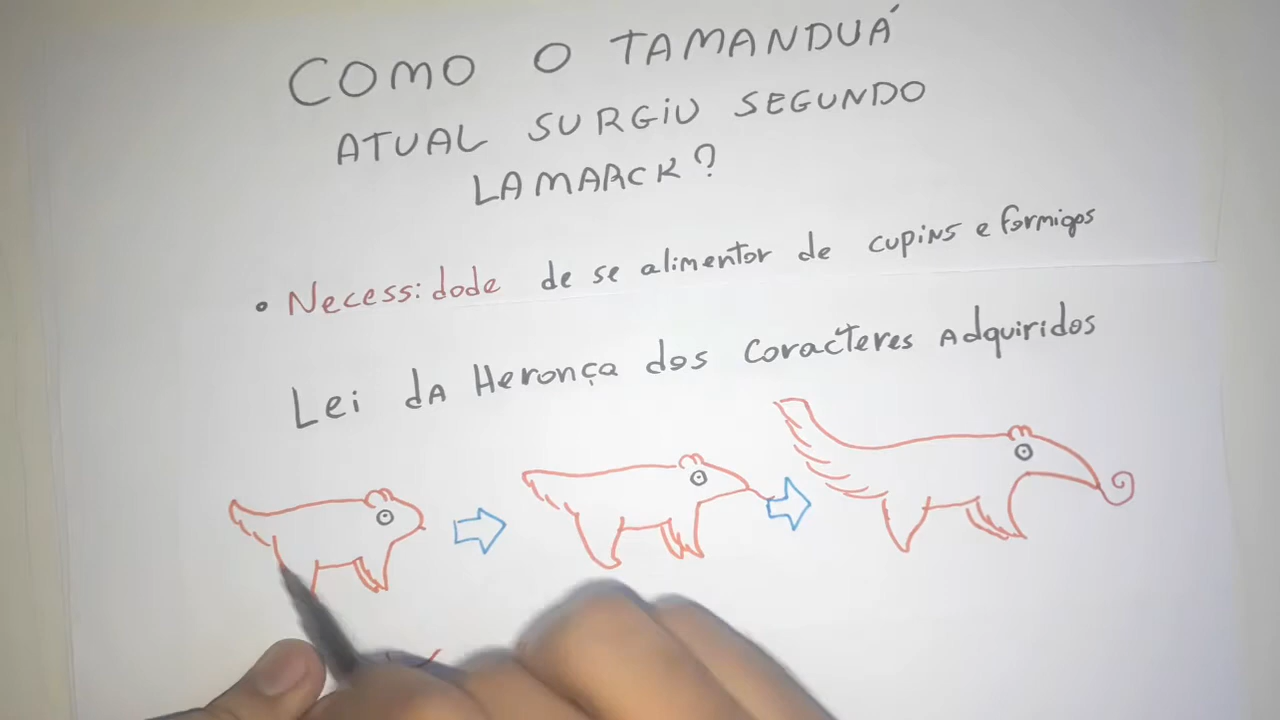 COMO O TAMANDUÁ
ATUAL SURGIU SEGUNDO
LAMARCK?
• Necessidade de se alimentar de cupins e formigas
Lei da Herança dos Caracteres Adquiridos